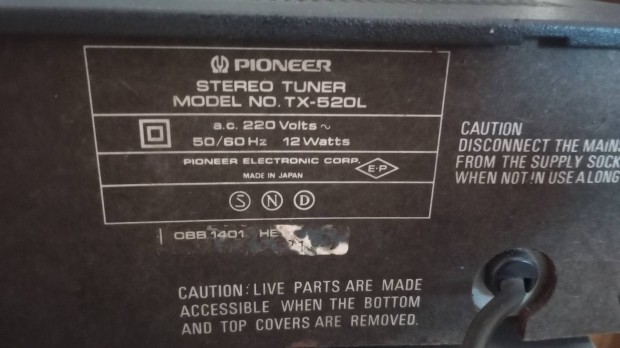 PIONEER
STEREO TUNER
MODEL NO. TX-520L
a.c. 220 Volts ~
50/60 Hz 12 Watts
PIONEER ELECTRONIC CORP.
E-P
MADE IN JAPAN
S N D
CAUTION
DISCONNECT THE MAINS
FROM THE SUPPLY SOCK
WHEN NOT IN USE A LONG
OBB 1401 HE
CAUTION: LIVE PARTS ARE MADE
ACCESSIBLE WHEN THE BOTTOM
AND TOP COVERS ARE REMOVED.